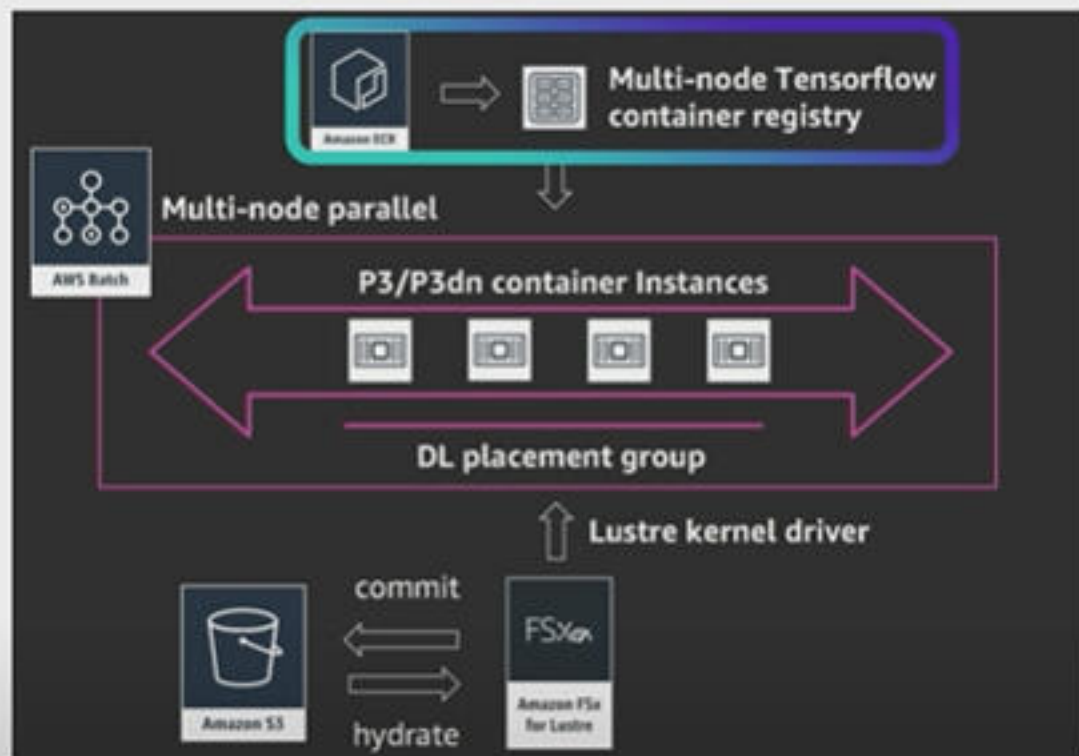 Multi-node Tensorflow
container registry
Amazon ECR
Multi-node parallel
AWS Batch
P3/P3dn container Instances
DL placement group
Lustre kernel driver
commit
FSx
Amazon S3
Amazon FSx
for Lustre
hydrate